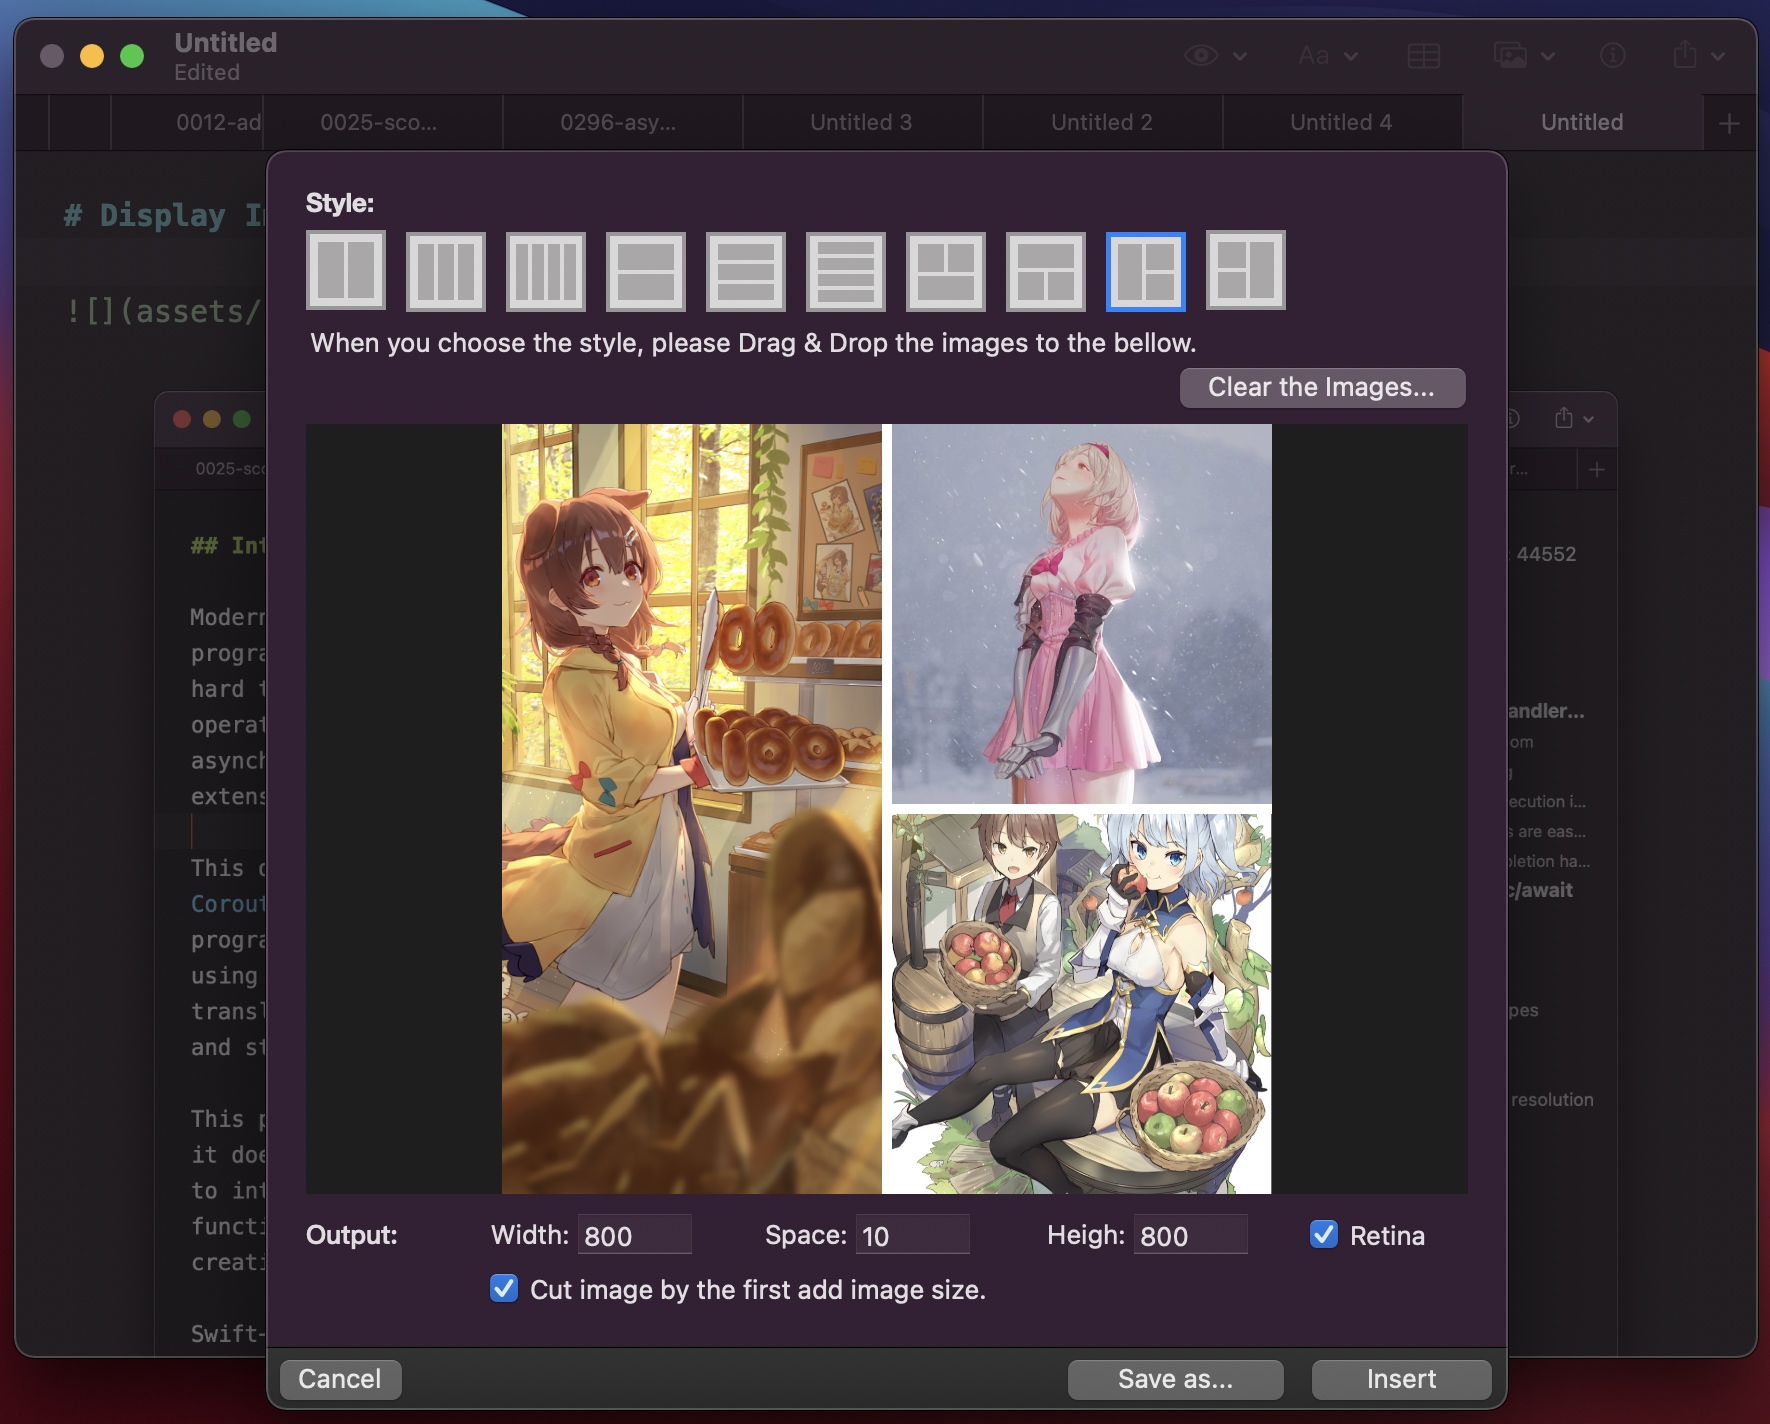 Untitled
Edited
Aa
0012-ad
0025-sco...
0296-asy...
Untitled 3
Untitled 2
Untitled 4
Untitled
# Display I
![](assets/
Style:
When you choose the style, please Drag & Drop the images to the bellow.
Clear the Images...
0025-sco
r...
## Int
44552
Modern
progra
hard t
operat
andler...
om
asynch
extens
ecution i...
s are eas...
pletion ha...
This d
c/await
Corout
progra
using
transl
pes
and st
resolution
This p
it doe
to int
functi
creati
Swift-
Output:
Width: 800
Space: 10
Heigh: 800
Retina
Cut image by the first add image size.
Cancel
Save as...
Insert